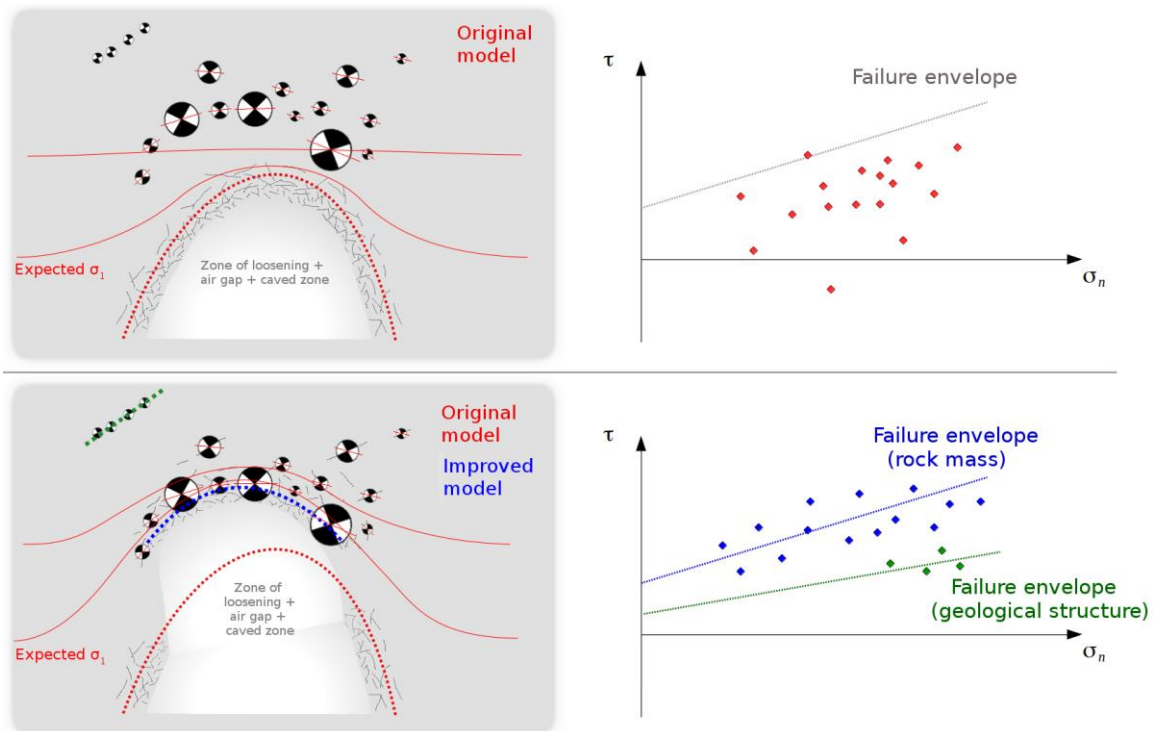 Original
model
Expected σ₁
Zone of loosening +
air gap + caved zone
τ
Failure envelope
σₙ
Original
model
Improved
model
Expected σ₁
Zone of
loosening +
air gap +
caved zone
τ
Failure envelope
(rock mass)
Failure envelope
(geological structure)
σₙ